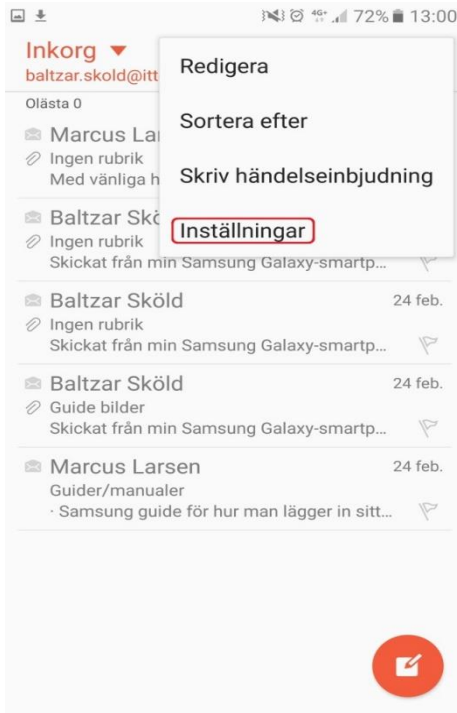 4G+ 72% 13:00
Inkorg
baltzar.skold@itt
Redigera
Sortera efter
Skriv händelseinbjudning
Inställningar
Olästa 0
Marcus La
Ingen rubrik
Med vänliga h
Baltzar Skö
Ingen rubrik
Skickat från min Samsung Galaxy-smartp...
Baltzar Sköld 24 feb.
Ingen rubrik
Skickat från min Samsung Galaxy-smartp...
Baltzar Sköld 24 feb.
Guide bilder
Skickat från min Samsung Galaxy-smartp...
Marcus Larsen 24 feb.
Guider/manualer
· Samsung guide för hur man lägger in sitt...